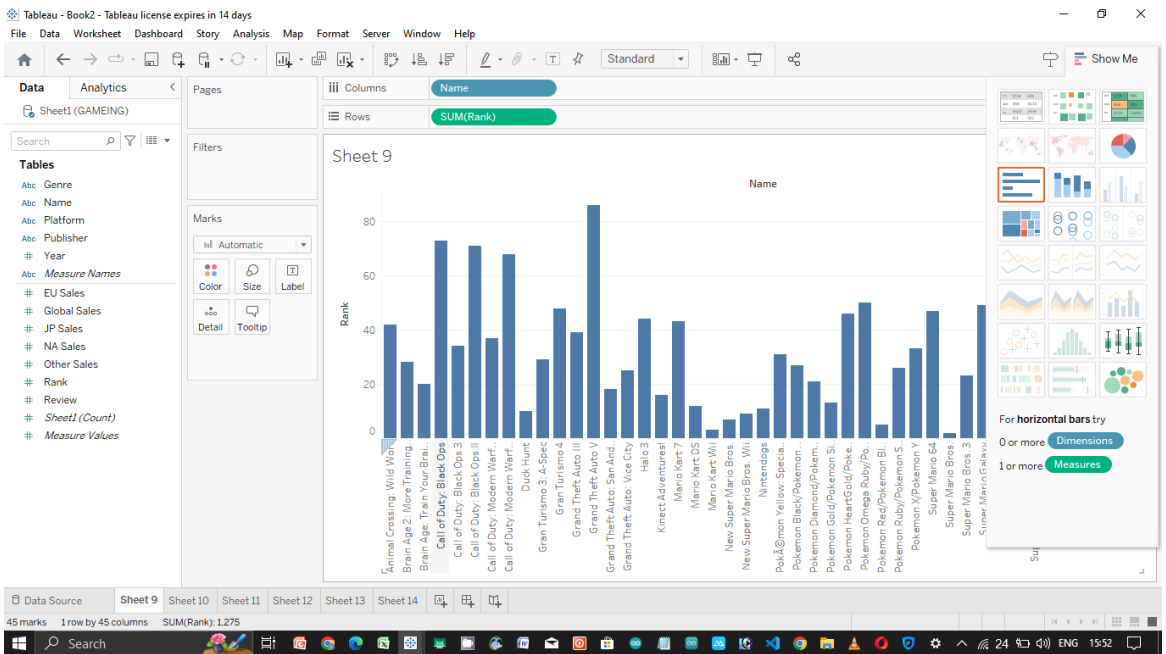 Tableau - Book2 - Tableau license expires in 14 days
File Data Worksheet Dashboard Story Analysis Map Format Server Window Help
Standard
Show Me
Data Analytics
Sheet1 (GAMEING)
Search
Tables
Abc Genre
Abc Name
Abc Platform
Abc Publisher
# Year
Abc Measure Names
# EU Sales
# Global Sales
# JP Sales
# NA Sales
# Other Sales
# Rank
# Review
# Sheet1 (Count)
# Measure Values
Pages
Filters
Marks
Automatic
Color Size Label
Detail Tooltip
Columns
Name
Rows
SUM(Rank)
Sheet 9
Name
Rank
80
60
40
20
0
Animal Crossing: Wild Wor..
Brain Age 2: More Training..
Brain Age: Train Your Brai..
Call of Duty: Black Ops
Call of Duty: Black Ops 3
Call of Duty: Black Ops II
Call of Duty: Modern Warf..
Call of Duty: Modern Warf..
Duck Hunt
Gran Turismo 3: A-Spec
Gran Turismo 4
Grand Theft Auto III
Grand Theft Auto V
Grand Theft Auto: San And..
Grand Theft Auto: Vice City
Halo 3
Kinect Adventures!
Mario Kart 7
Mario Kart DS
Mario Kart Wii
New Super Mario Bros.
New Super Mario Bros. Wii
Nintendogs
PokÃ©mon Yellow: Specia..
Pokemon Black/Pokemon..
Pokemon Diamond/Pokem..
Pokemon Gold/Pokemon Si..
Pokemon HeartGold/Poke..
Pokemon Omega Ruby/Po..
Pokemon Red/Pokemon Bl..
Pokemon Ruby/Pokemon S..
Pokemon X/Pokemon Y
Super Mario 64
Super Mario Bros.
Super Mario Bros. 3
Super Mario Galaxy
Sup
For horizontal bars try
0 or more Dimensions
1 or more Measures
Data Source Sheet 9 Sheet 10 Sheet 11 Sheet 12 Sheet 13 Sheet 14
45 marks 1 row by 45 columns SUM(Rank): 1,275
Search
24 ENG 15:52